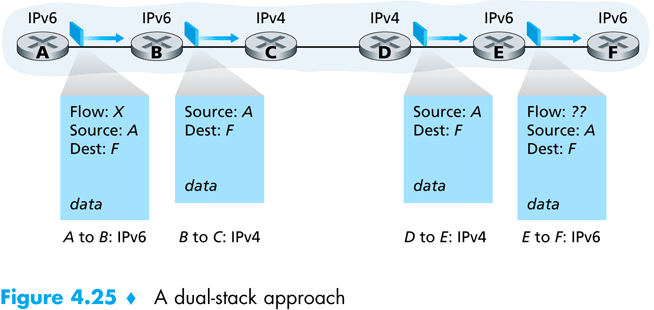 IPv6 IPv6 IPv4 IPv4 IPv6 IPv6
A B C D E F
Flow: X
Source: A
Dest: F
data
Source: A
Dest: F
data
Source: A
Dest: F
data
Flow: ??
Source: A
Dest: F
data
A to B: IPv6 B to C: IPv4 D to E: IPv4 E to F: IPv6
Figure 4.25 ♦ A dual-stack approach